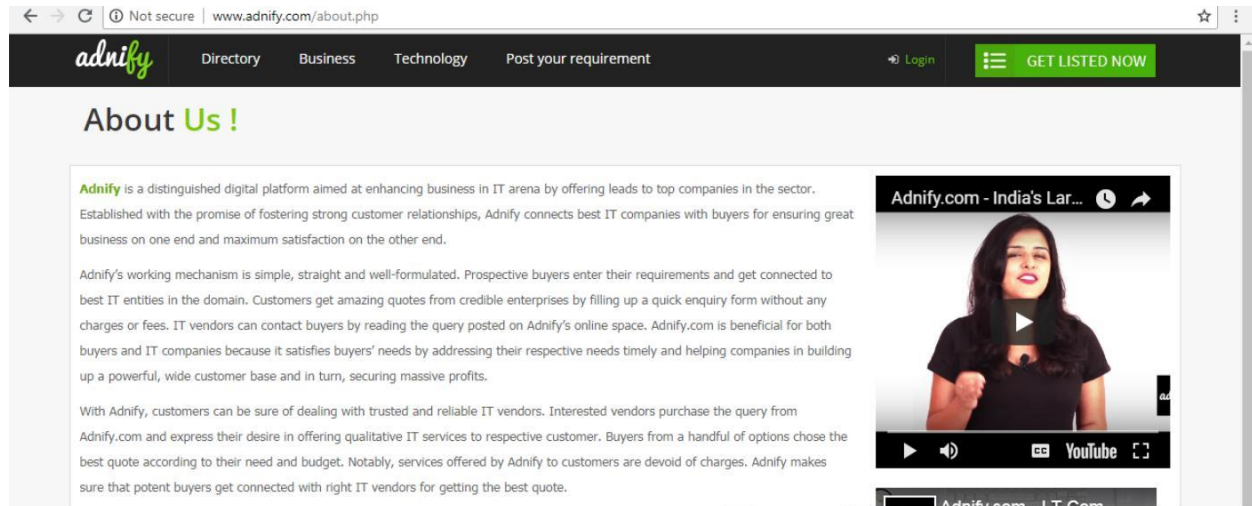 Not secure | www.adnify.com/about.php
adnify
Directory
Business
Technology
Post your requirement
Login
GET LISTED NOW
About Us !
Adnify is a distinguished digital platform aimed at enhancing business in IT arena by offering leads to top companies in the sector.
Established with the promise of fostering strong customer relationships, Adnify connects best IT companies with buyers for ensuring great
business on one end and maximum satisfaction on the other end.
Adnify's working mechanism is simple, straight and well-formulated. Prospective buyers enter their requirements and get connected to
best IT entities in the domain. Customers get amazing quotes from credible enterprises by filling up a quick enquiry form without any
charges or fees. IT vendors can contact buyers by reading the query posted on Adnify's online space. Adnify.com is beneficial for both
buyers and IT companies because it satisfies buyers' needs by addressing their respective needs timely and helping companies in building
up a powerful, wide customer base and in turn, securing massive profits.
With Adnify, customers can be sure of dealing with trusted and reliable IT vendors. Interested vendors purchase the query from
Adnify.com and express their desire in offering qualitative IT services to respective customer. Buyers from a handful of options chose the
best quote according to their need and budget. Notably, services offered by Adnify to customers are devoid of charges. Adnify makes
sure that potent buyers get connected with right IT vendors for getting the best quote.
Adnify.com - India's Lar...
ad
CC
YouTube
Adnify.com - I.T Com